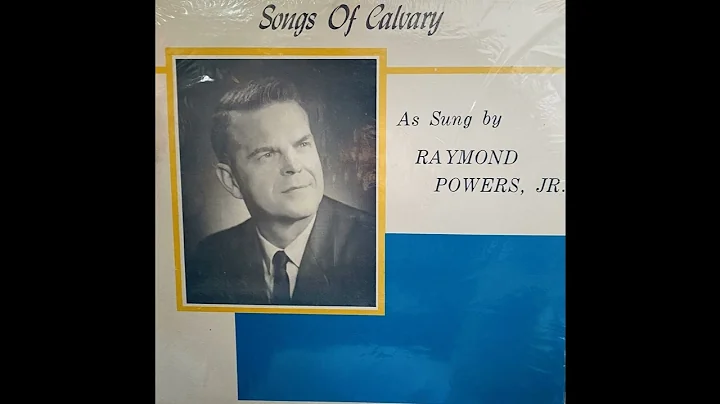 Songs Of Calvary
As Sung by
RAYMOND
POWERS, JR.